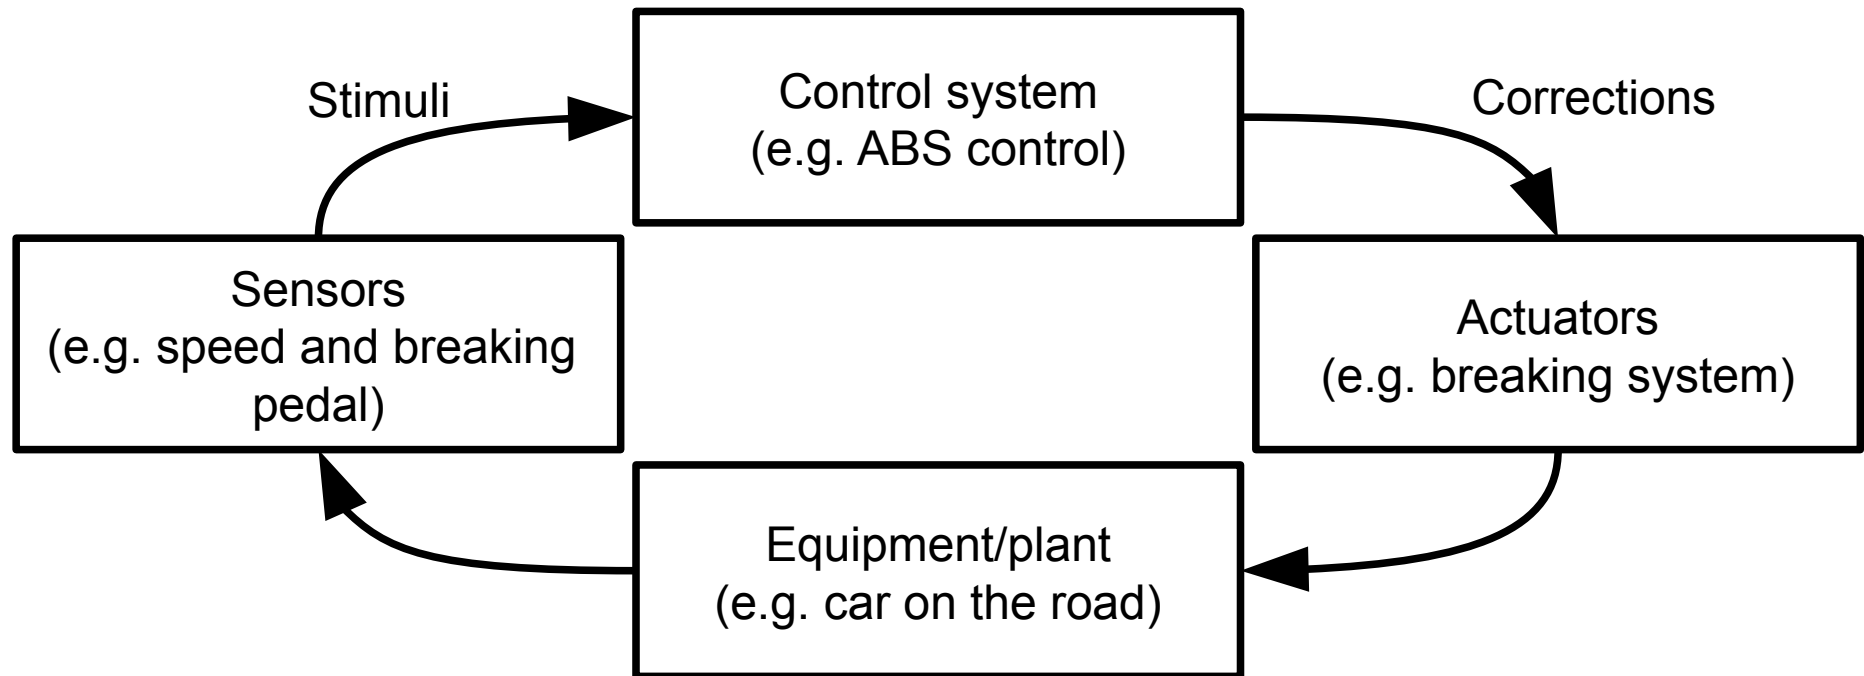 Stimuli
Control system
(e.g. ABS control)
Corrections
Sensors
(e.g. speed and breaking
pedal)
Actuators
(e.g. breaking system)
Equipment/plant
(e.g. car on the road)